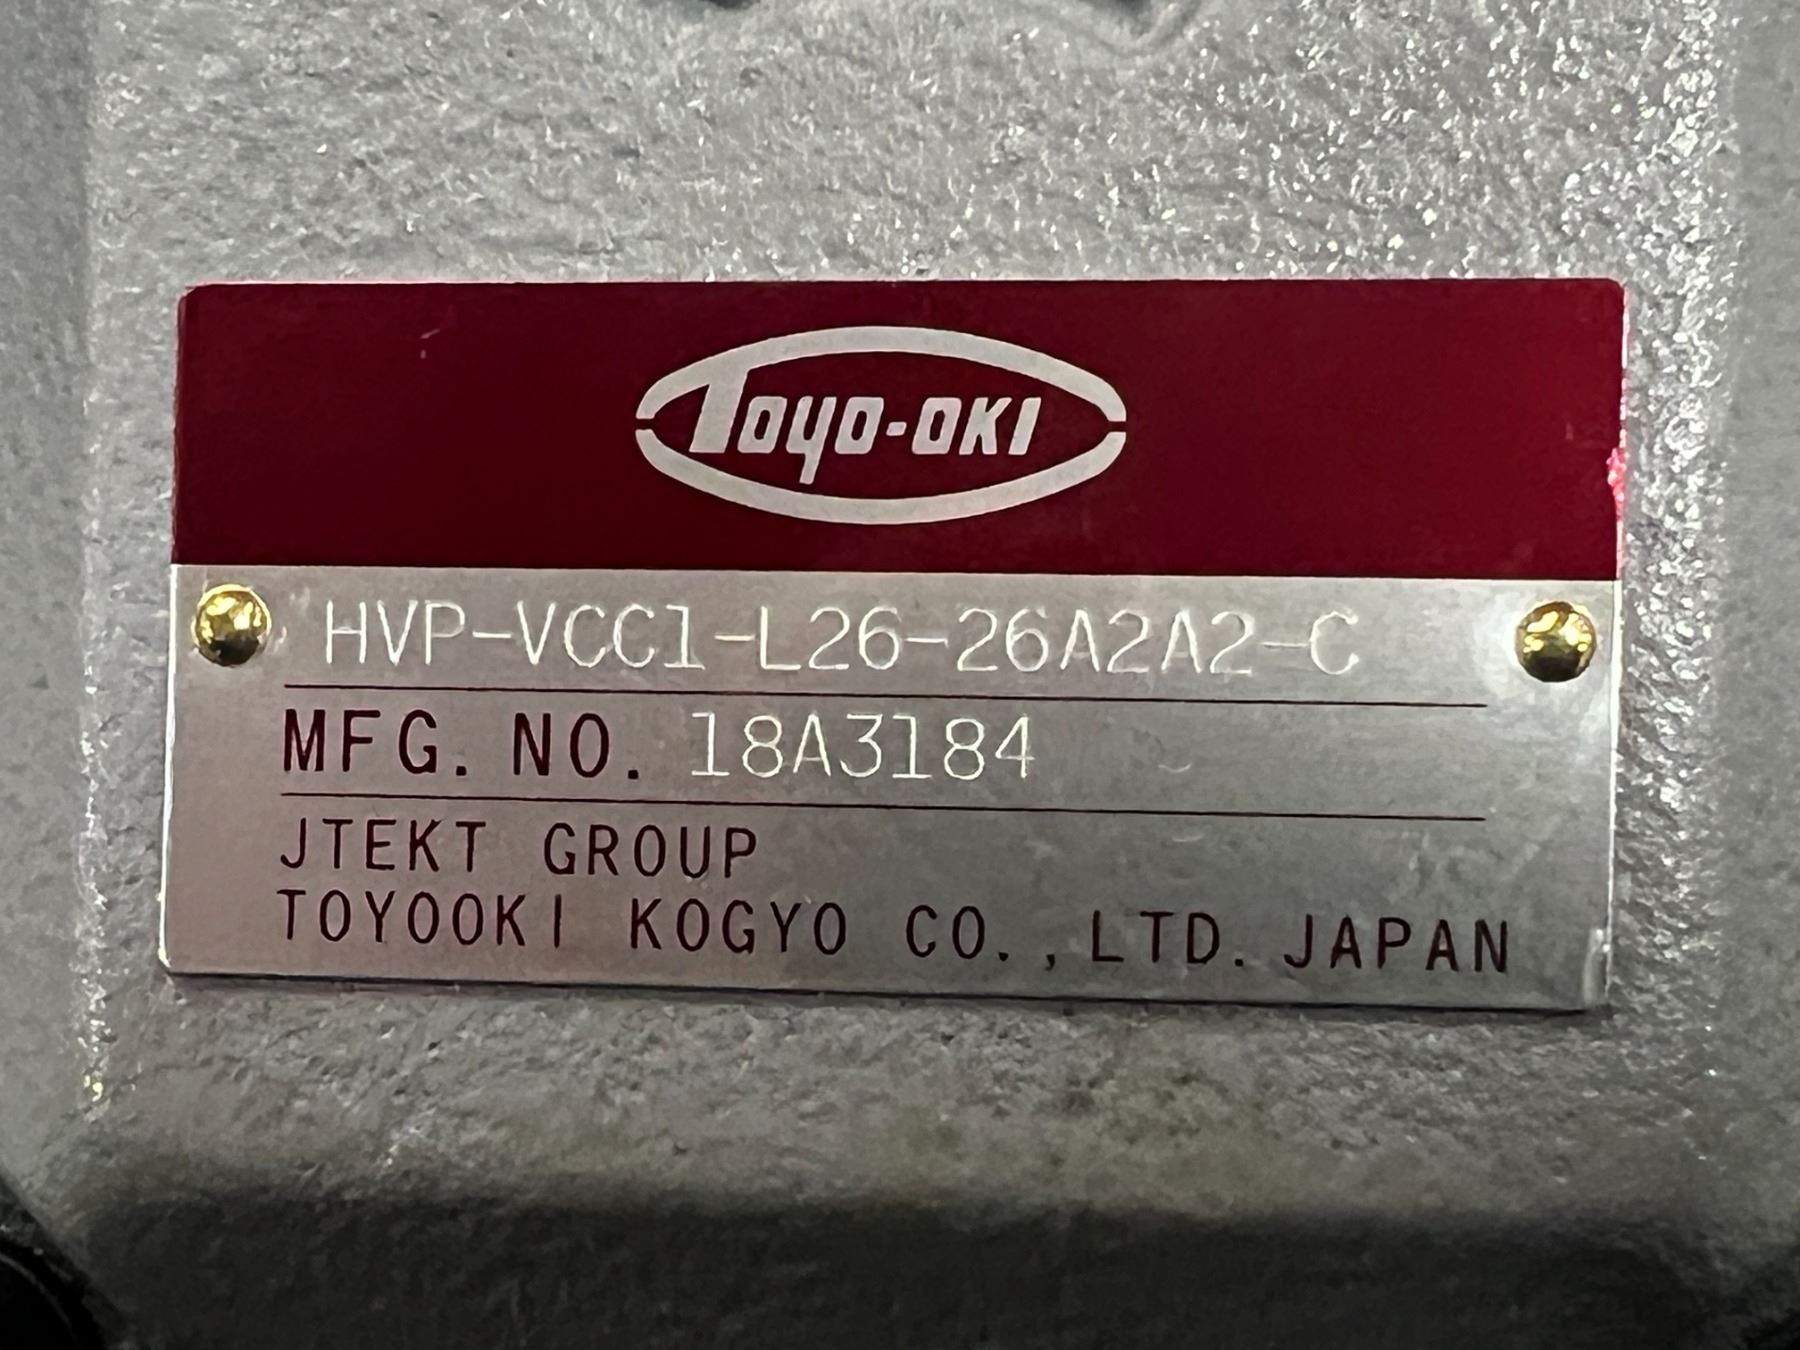 TOYO-OKI
HVP-VCC1-L26-26A2A2-C
MFG. NO. 18A3184
JTEKT GROUP
TOYOOKI KOGYO CO., LTD. JAPAN